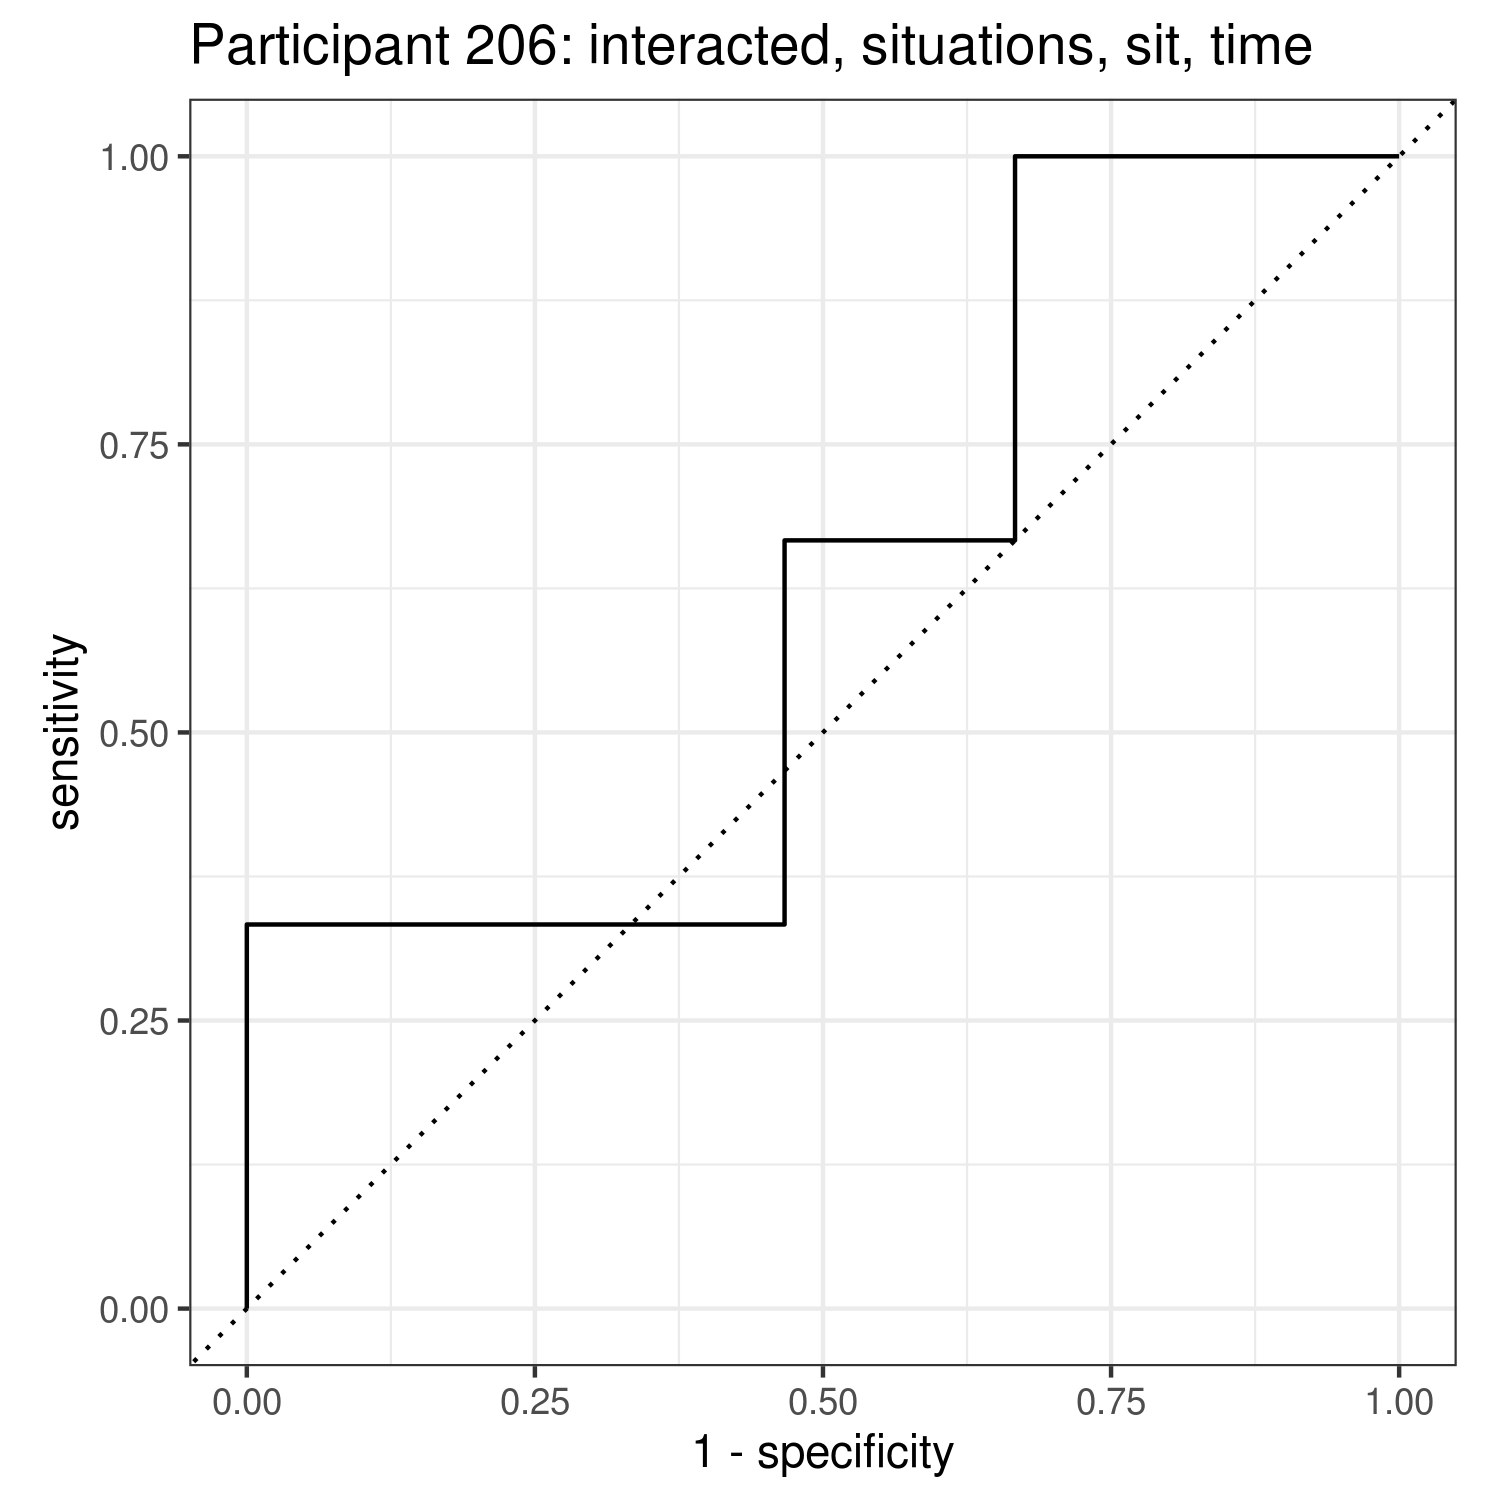 Participant 206: interacted, situations, sit, time
1.00
0.75
0.50
0.25
0.00
sensitivity
0.00 0.25 0.50 0.75 1.00
1 - specificity